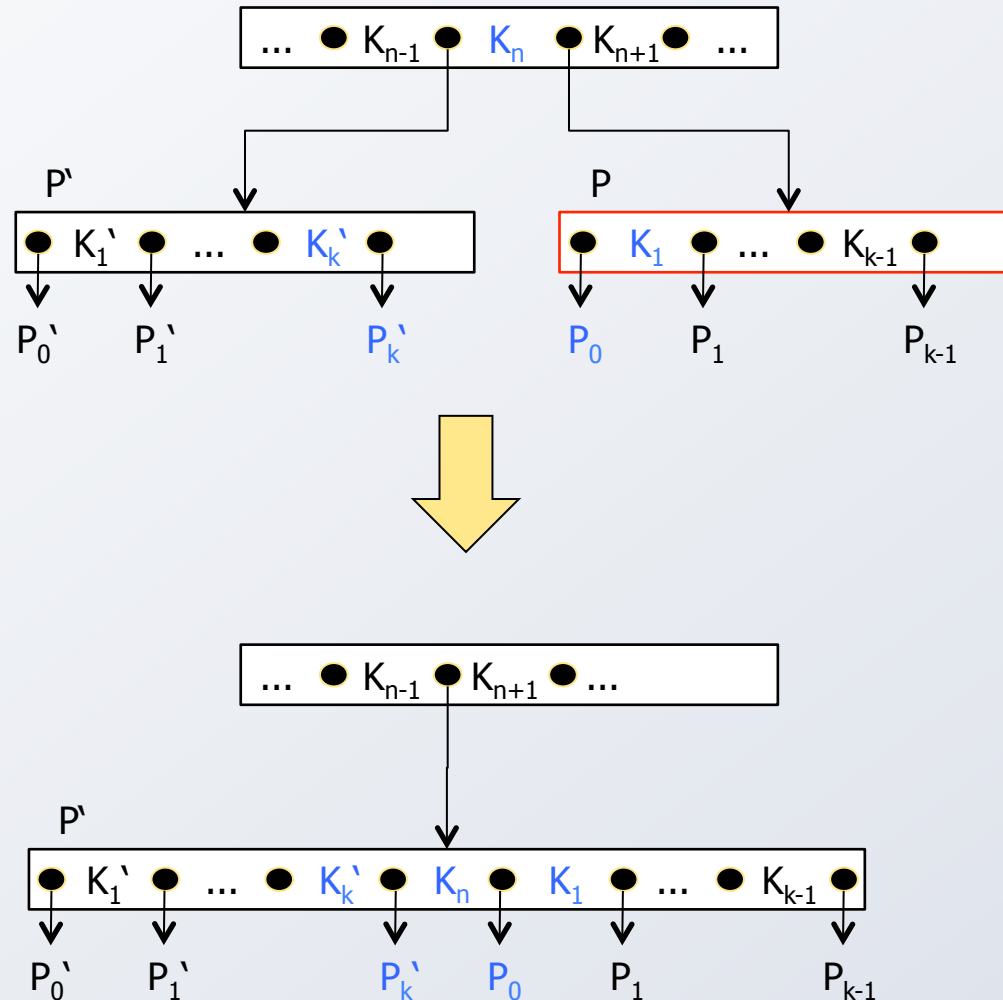 ... K_{n-1} K_n K_{n+1} ...
P‘ P
K_1‘ ... K_k‘ K_1 ... K_{k-1}
P_0‘ P_1‘ P_k‘ P_0 P_1 P_{k-1}
... K_{n-1} K_{n+1} ...
P‘
K_1‘ ... K_k‘ K_n K_1 ... K_{k-1}
P_0‘ P_1‘ P_k‘ P_0 P_1 P_{k-1}